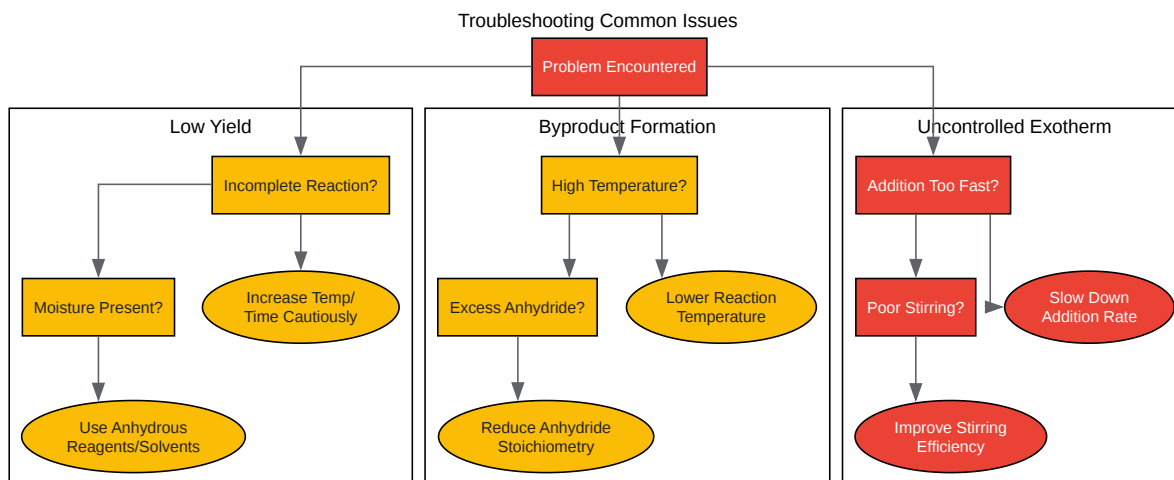 Troubleshooting Common Issues
Problem Encountered
Low Yield
Byproduct Formation
Uncontrolled Exotherm
Incomplete Reaction?
High Temperature?
Addition Too Fast?
Moisture Present?
Increase Temp/
Time Cautiously
Excess Anhydride?
Lower Reaction
Temperature
Poor Stirring?
Slow Down
Addition Rate
Use Anhydrous
Reagents/Solvents
Reduce Anhydride
Stoichiometry
Improve Stirring
Efficiency